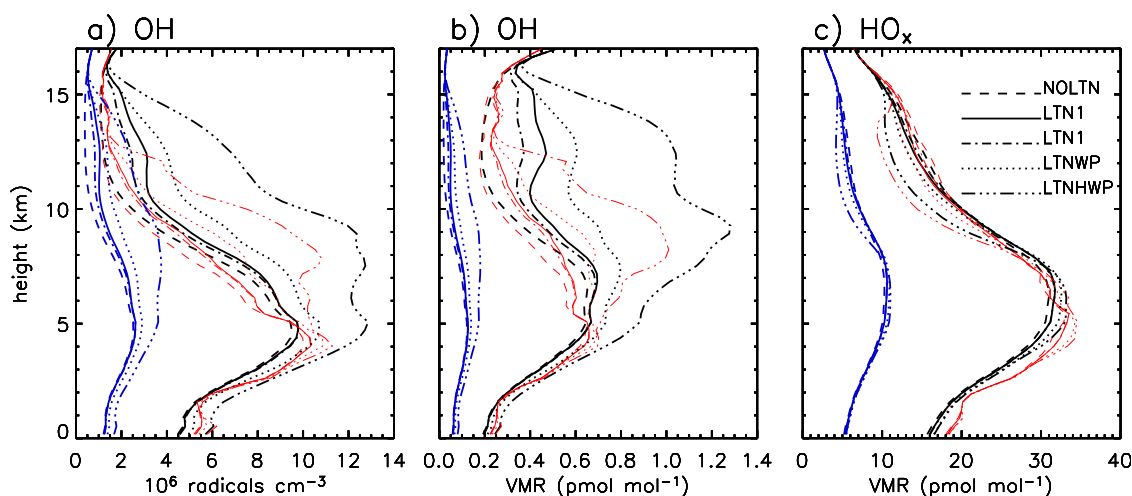 a) OH
b) OH
c) HOₓ
height (km)
15
10
5
0
0 2 4 6 8 10 12 14
10⁶ radicals cm⁻³
0.0 0.2 0.4 0.6 0.8 1.0 1.2 1.4
VMR (pmol mol⁻¹)
NOLTN
LTN1
LTN1
LTNWP
LTNHWP
0 10 20 30 40
VMR (pmol mol⁻¹)